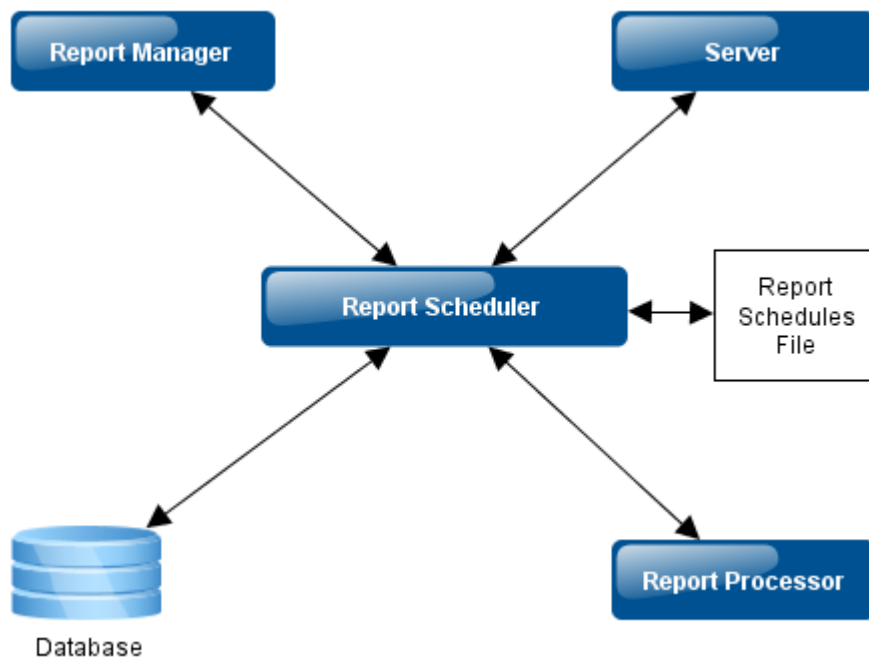 Report Manager
Server
Report Scheduler
Report
Schedules
File
Report Processor
Database